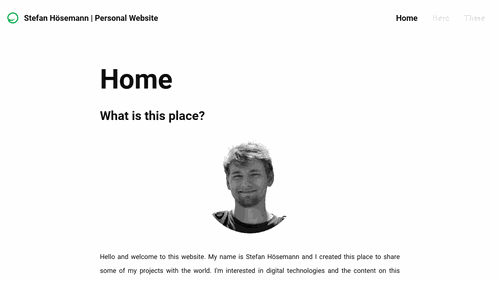 Stefan Hösemann | Personal Website
Home Here There
Home
What is this place?
Hello and welcome to this website. My name is Stefan Hösemann and I created this place to share
some of my projects with the world. I'm interested in digital technologies and the content on this